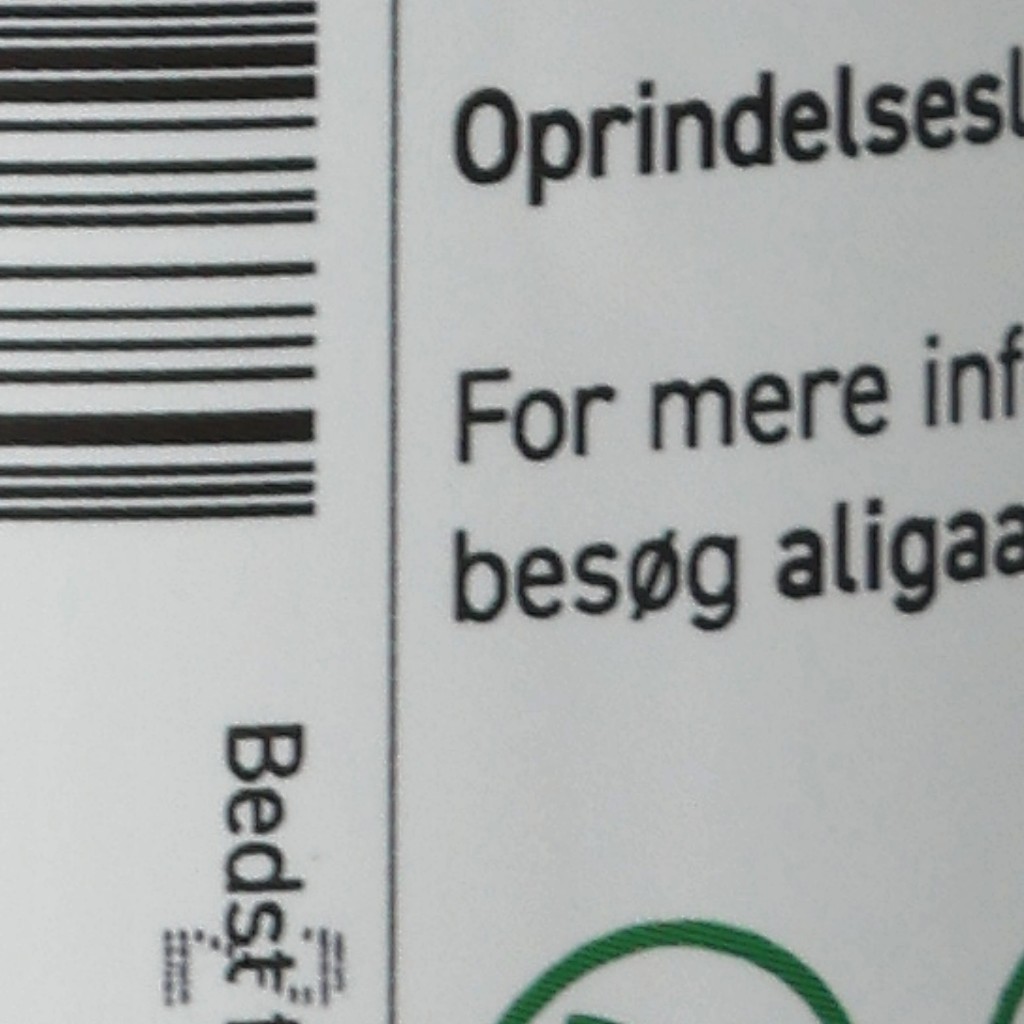 Oprindelsesl
For mere inf
besøg aligaa
Bedst